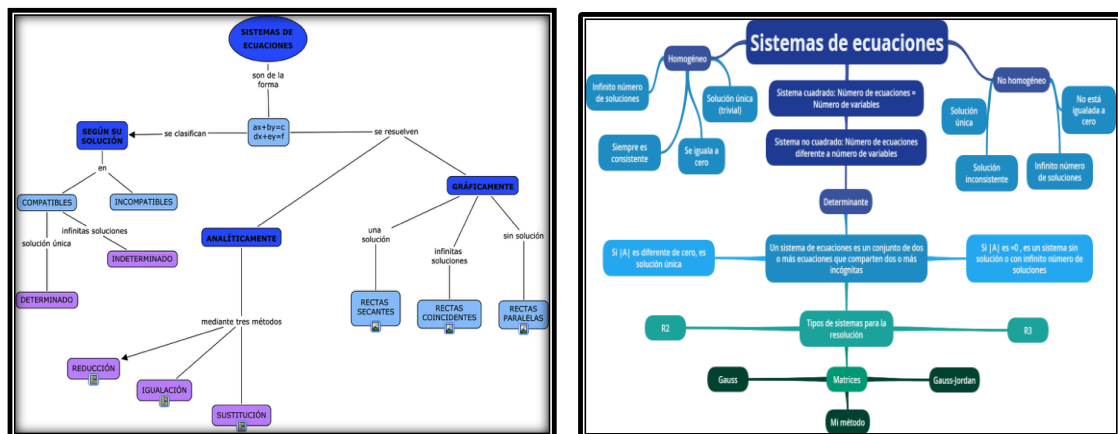 SISTEMAS DE
ECUACIONES
son de la
forma
ax+by=c
dx+ey=f
se clasifican
se resuelven
SEGÚN SU
SOLUCIÓN
en
COMPATIBLES
INCOMPATIBLES
solución única
infinitas soluciones
INDETERMINADO
DETERMINADO
ANALÍTICAMENTE
mediante tres métodos
REDUCCIÓN
IGUALACIÓN
SUSTITUCIÓN
GRÁFICAMENTE
una
solución
infinitas
soluciones
sin solución
RECTAS
SECANTES
RECTAS
COINCIDENTES
RECTAS
PARALELAS
Sistemas de ecuaciones
Homogéneo
Infinito número
de soluciones
Solución única
(trivial)
Siempre es
consistente
Se iguala a
cero
Sistema cuadrado: Número de ecuaciones =
Número de variables
Sistema no cuadrado: Número de ecuaciones
diferente a número de variables
No homogéneo
Solución
única
No está
igualada a
cero
Solución
inconsistente
Infinito número
de soluciones
Determinante
Si |A| es diferente de cero, es
solución única
Un sistema de ecuaciones es un conjunto de dos
o más ecuaciones que comparten dos o más
incógnitas
Si |A| es =0 , es un sistema sin
solución o con infinito número de
soluciones
R2
Tipos de sistemas para la
resolución
R3
Gauss
Matrices
Gauss-Jordan
Mi método